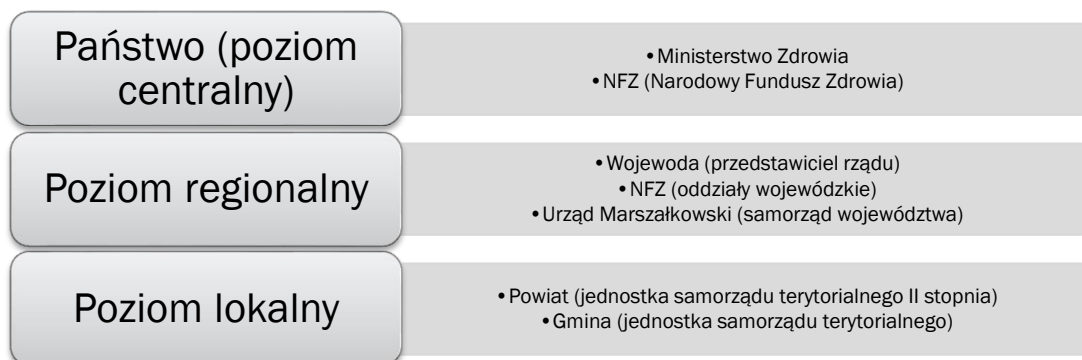 Państwo (poziom
centralny)
•Ministerstwo Zdrowia
•NFZ (Narodowy Fundusz Zdrowia)
Poziom regionalny
•Wojewoda (przedstawiciel rządu)
•NFZ (oddziały wojewódzkie)
•Urząd Marszałkowski (samorząd województwa)
Poziom lokalny
•Powiat (jednostka samorządu terytorialnego II stopnia)
•Gmina (jednostka samorządu terytorialnego)